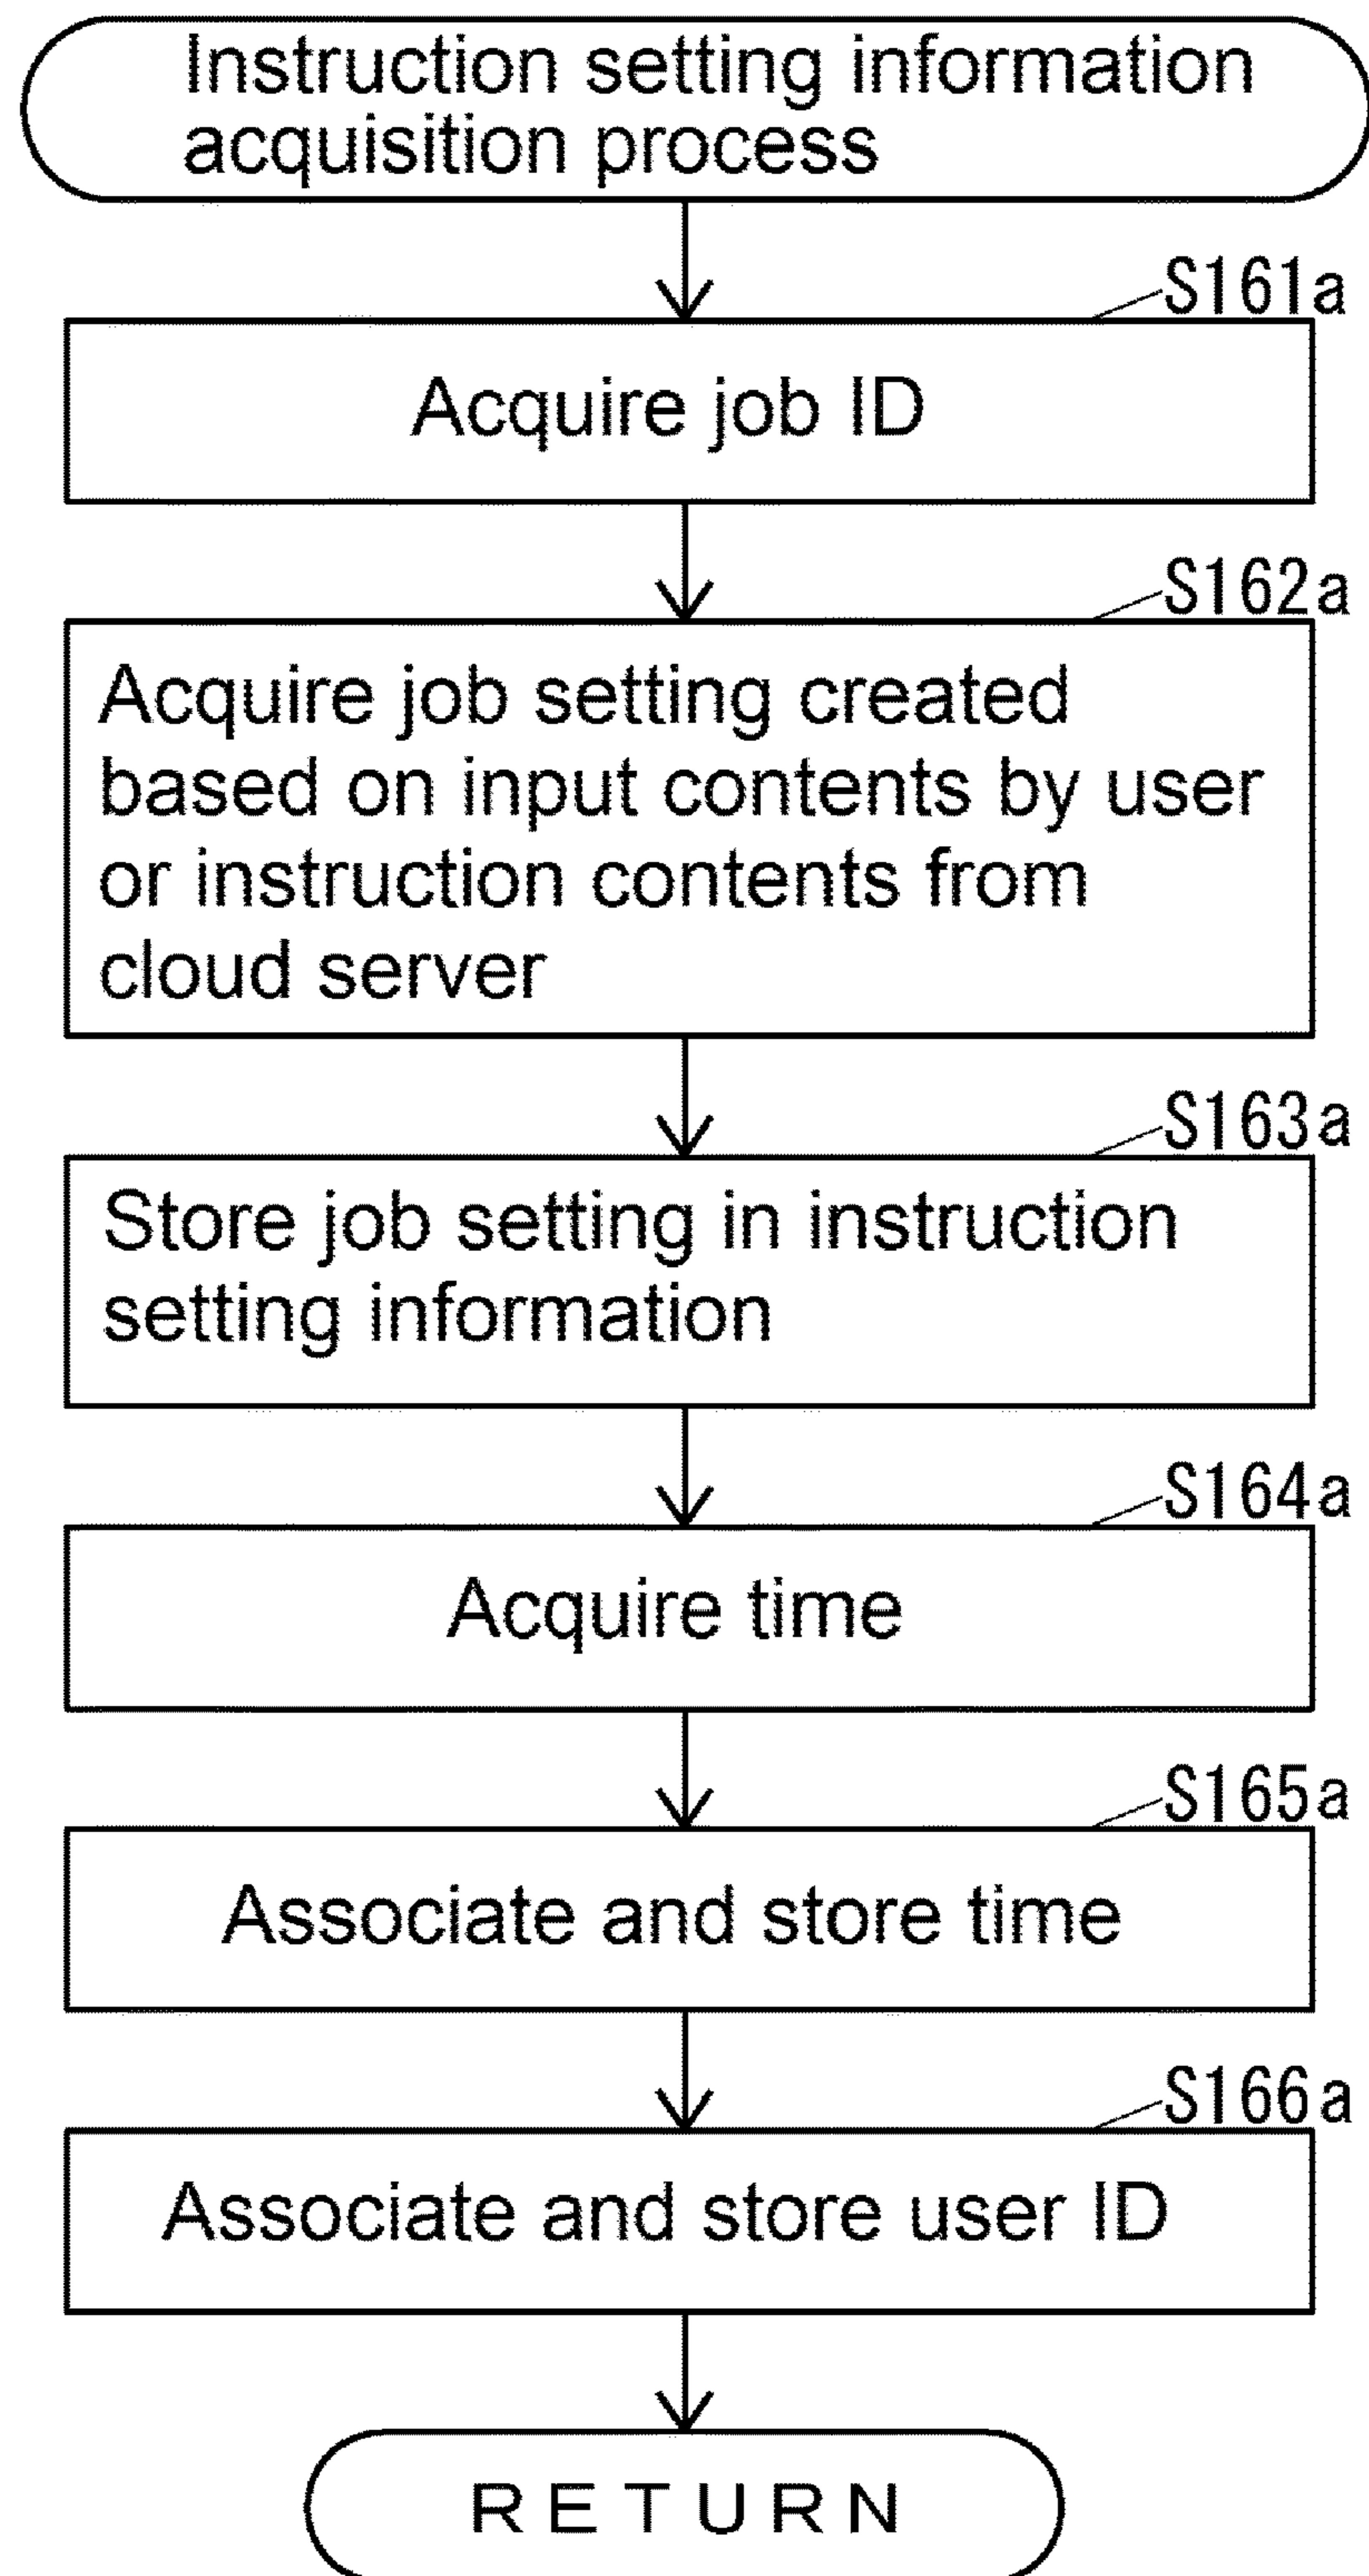 Instruction setting information
acquisition process
S161a
Acquire job ID
S162a
Acquire job setting created
based on input contents by user
or instruction contents from
cloud server
S163a
Store job setting in instruction
setting information
S164a
Acquire time
S165a
Associate and store time
S166a
Associate and store user ID
RETURN